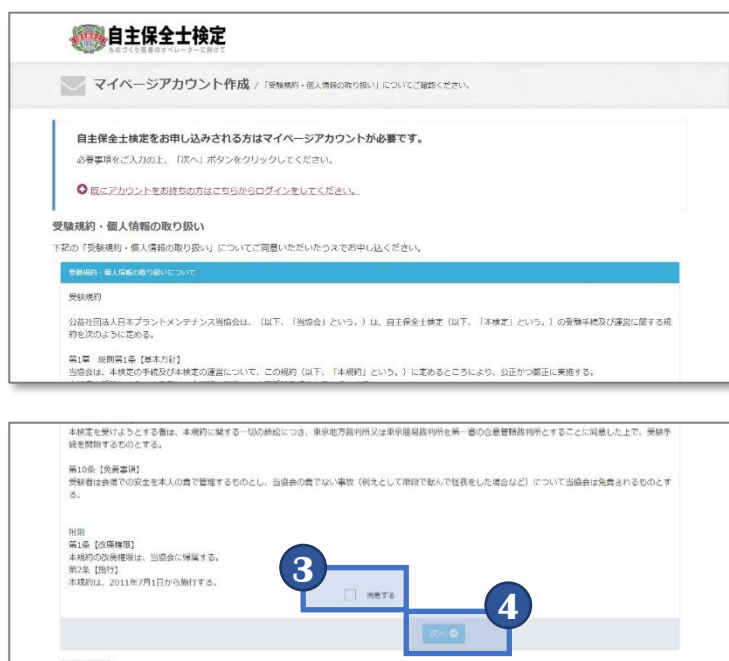 自主保全士検定
ものづくり面着のオペレーターに向けて
マイページアカウント作成 / 「受験規約・個人情報の取り扱い」についてご確認ください。
自主保全士検定をお申し込みされる方はマイページアカウントが必要です。
必要事項をご入力の上、「次へ」ボタンをクリックしてください。
既にアカウントをお持ちの方はこちらからログインをしてください。
受験規約・個人情報の取り扱い
下記の「受験規約・個人情報の取り扱い」についてご同意いただいたうえでお申し込みください。
受験規約・個人情報の取り扱いについて
受験規約
公益社団法人日本プラントメンテナンス協会は、（以下、「当協会」という。）は、自主保全士検定（以下、「本検定」という。）の受験手続及び運営に関する規
約を次のように定める。
第1章 総則第1条【基本方針】
当協会は、本検定の手続及び本検定の運営について、この規約（以下、「本規約」という。）に定めるところにより、公正かつ厳正に実施する。
本検定を受けようとする者は、本規約に関する一切の訴訟につき、東京地方裁判所又は東京簡易裁判所を第一審の合意管轄裁判所とすることに同意した上で、受験手
続を開始するものとする。
第10条【免責事項】
受験者は会場での安全を本人の責で管理するものとし、当協会の責でない事故（例えとして階段で転んで怪我をした場合など）について当協会は免責されるものとす
る。
附則
第1条【改廃権限】
本規約の改廃権限は、当協会に帰属する。
第2条【施行】
本規約は、2011年7月1日から施行する。
3
同意する
4
次へ